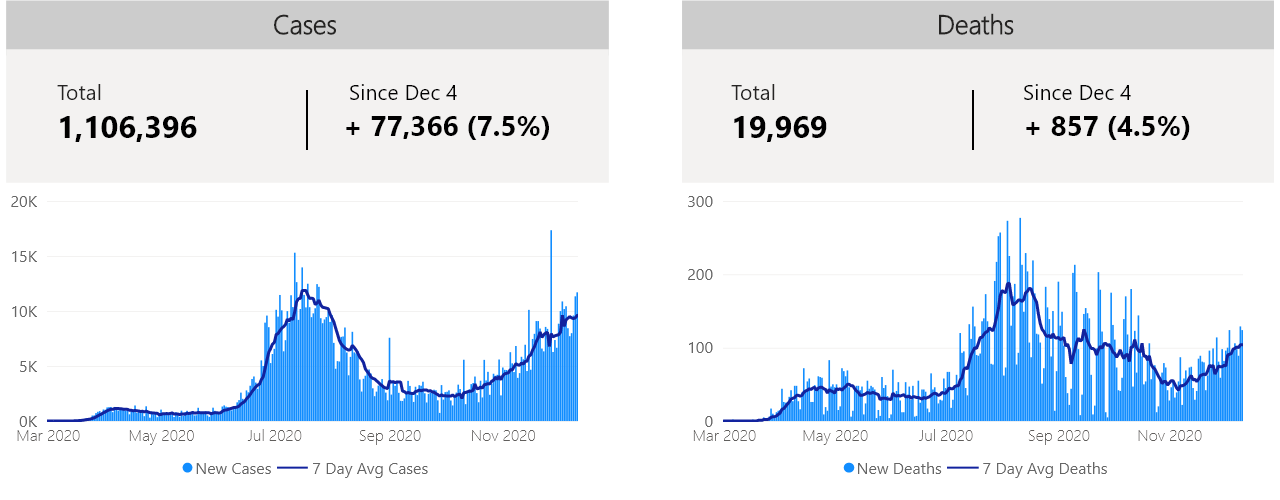 Cases
Total
1,106,396
Since Dec 4
+ 77,366 (7.5%)
20K
15K
10K
5K
0K
Mar 2020 May 2020 Jul 2020 Sep 2020 Nov 2020
New Cases 7 Day Avg Cases
Deaths
Total
19,969
Since Dec 4
+ 857 (4.5%)
300
200
100
0
Mar 2020 May 2020 Jul 2020 Sep 2020 Nov 2020
New Deaths 7 Day Avg Deaths